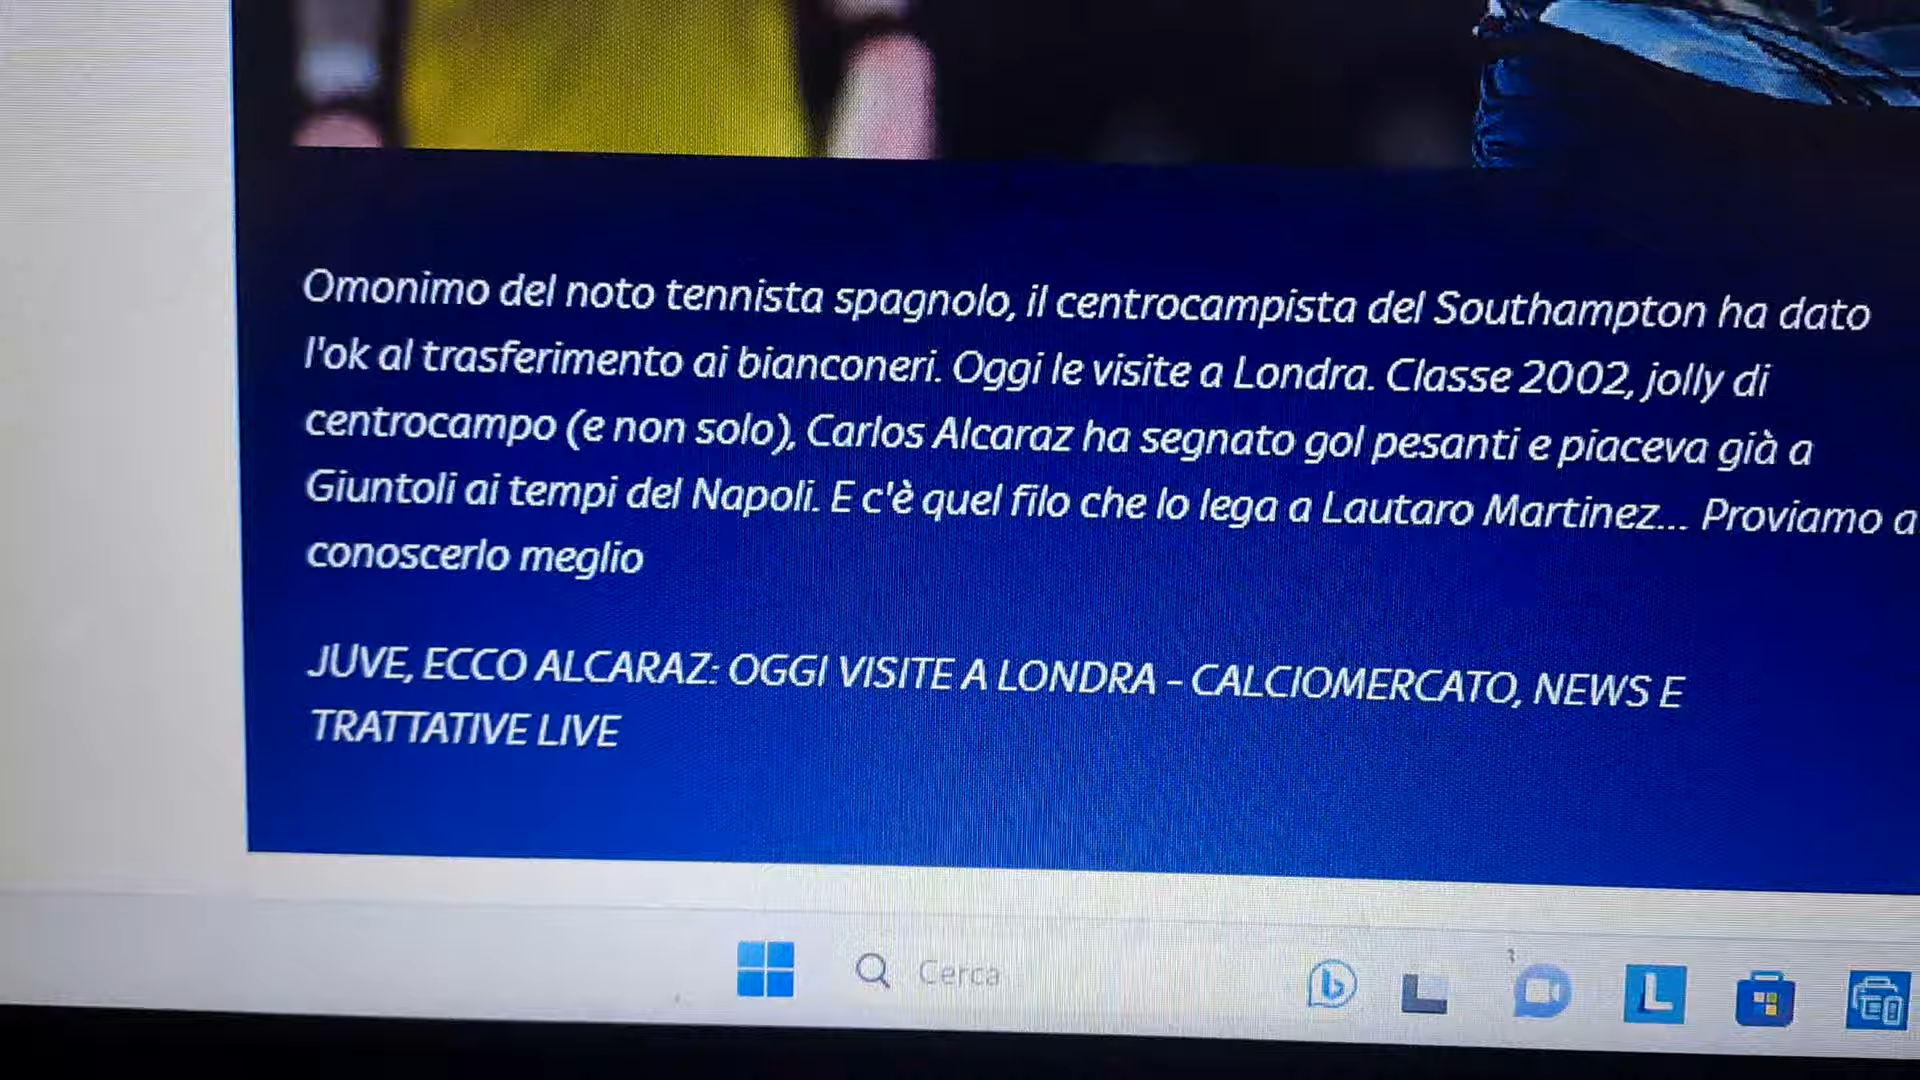 Omonimo del noto tennista spagnolo, il centrocampista del Southampton ha dato
l'ok al trasferimento ai bianconeri. Oggi le visite a Londra. Classe 2002, jolly di
centrocampo (e non solo), Carlos Alcaraz ha segnato gol pesanti e piaceva già a
Giuntoli ai tempi del Napoli. E c'è quel filo che lo lega a Lautaro Martinez... Proviamo a
conoscerlo meglio
JUVE, ECCO ALCARAZ: OGGI VISITE A LONDRA - CALCIOMERCATO, NEWS E
TRATTATIVE LIVE
Cerca
L